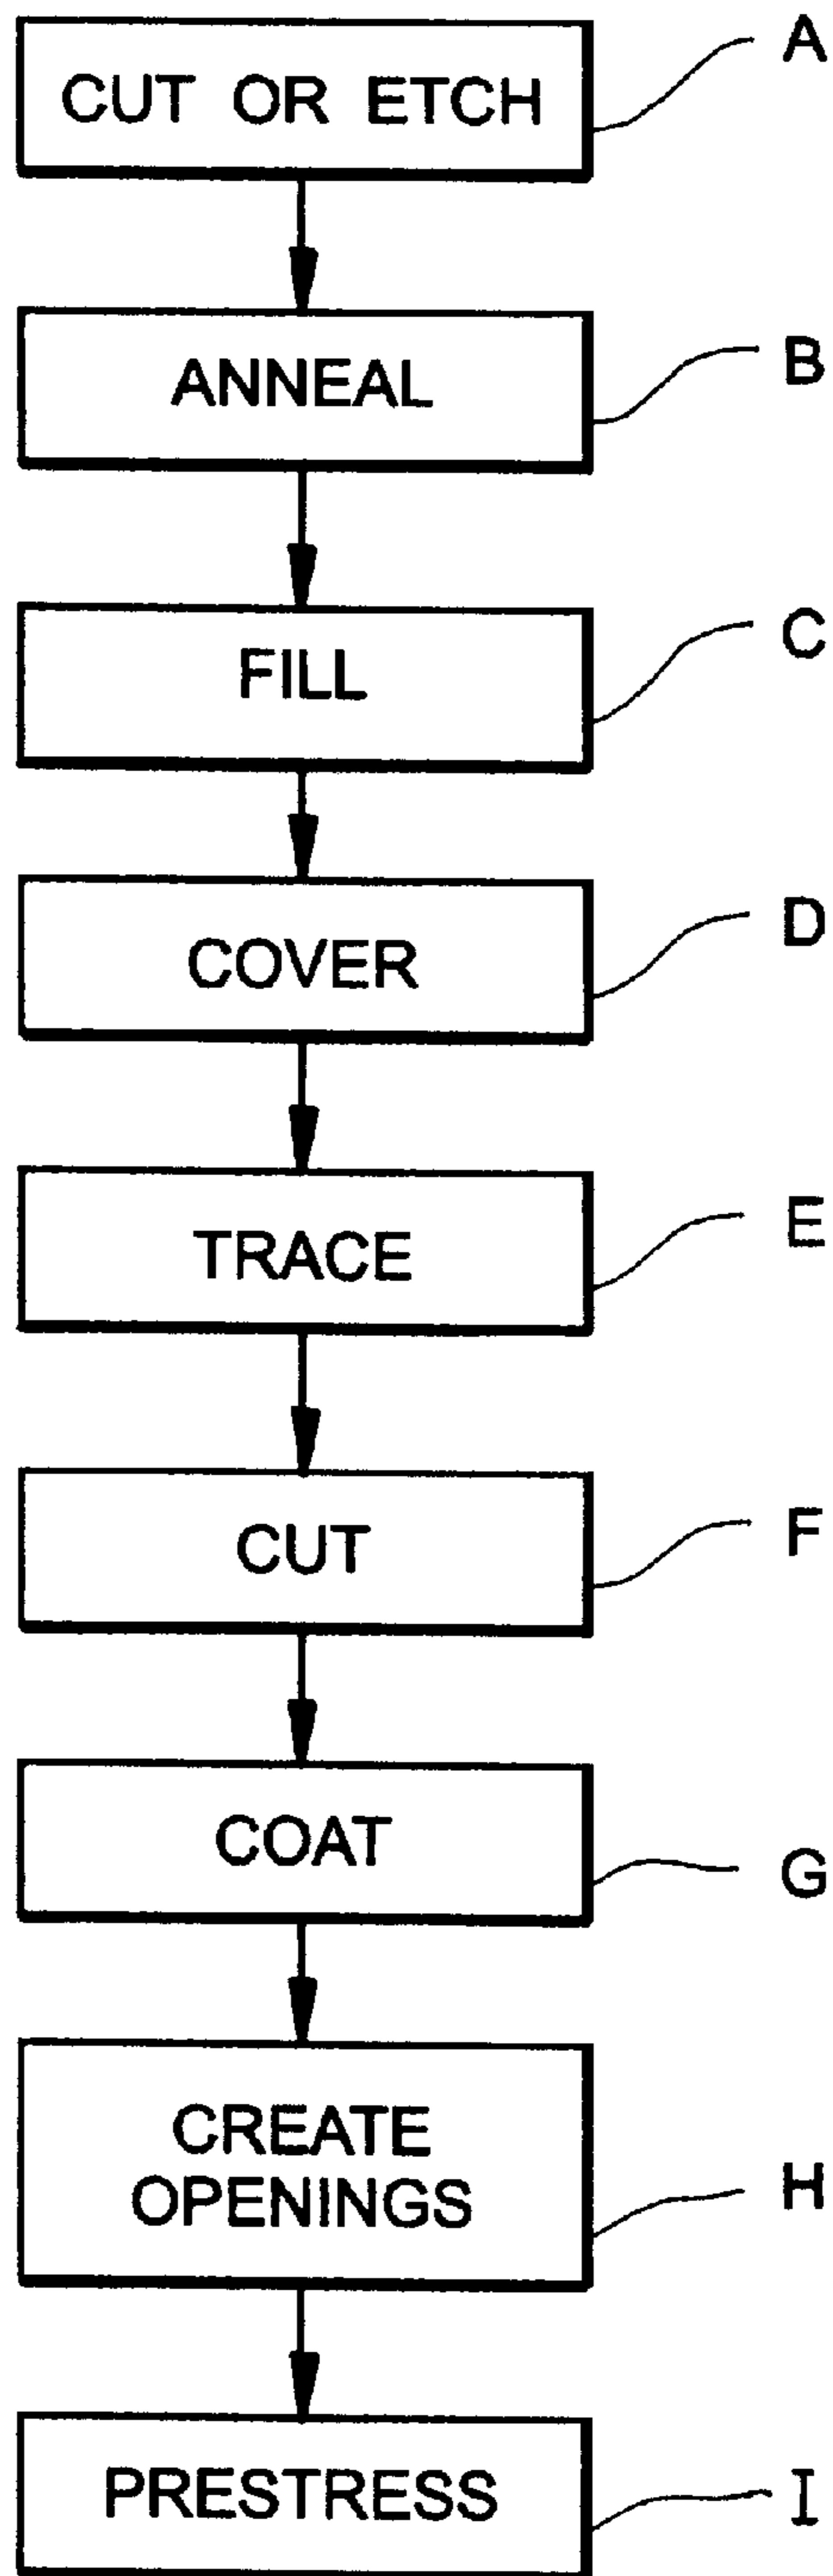 CUT OR ETCH
A
ANNEAL
B
FILL
C
COVER
D
TRACE
E
CUT
F
COAT
G
CREATE
OPENINGS
H
PRESTRESS
I